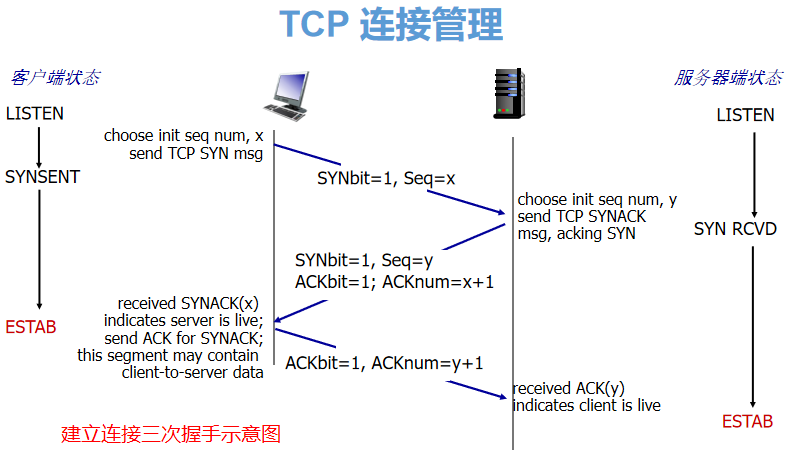 TCP 连接管理
客户端状态
服务器端状态
LISTEN
LISTEN
choose init seq num, x
send TCP SYN msg
SYNSENT
SYNbit=1, Seq=x
choose init seq num, y
send TCP SYNACK
msg, acking SYN
SYN RCVD
SYNbit=1, Seq=y
ACKbit=1; ACKnum=x+1
received SYNACK(x)
indicates server is live;
send ACK for SYNACK;
this segment may contain
client-to-server data
ESTAB
ACKbit=1, ACKnum=y+1
received ACK(y)
indicates client is live
ESTAB
建立连接三次握手示意图